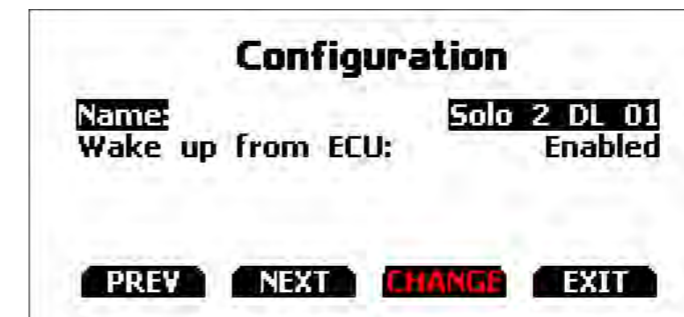 Configuration
Name: Solo 2 DL 01
Wake up from ECU: Enabled
PREV NEXT CHANGE EXIT